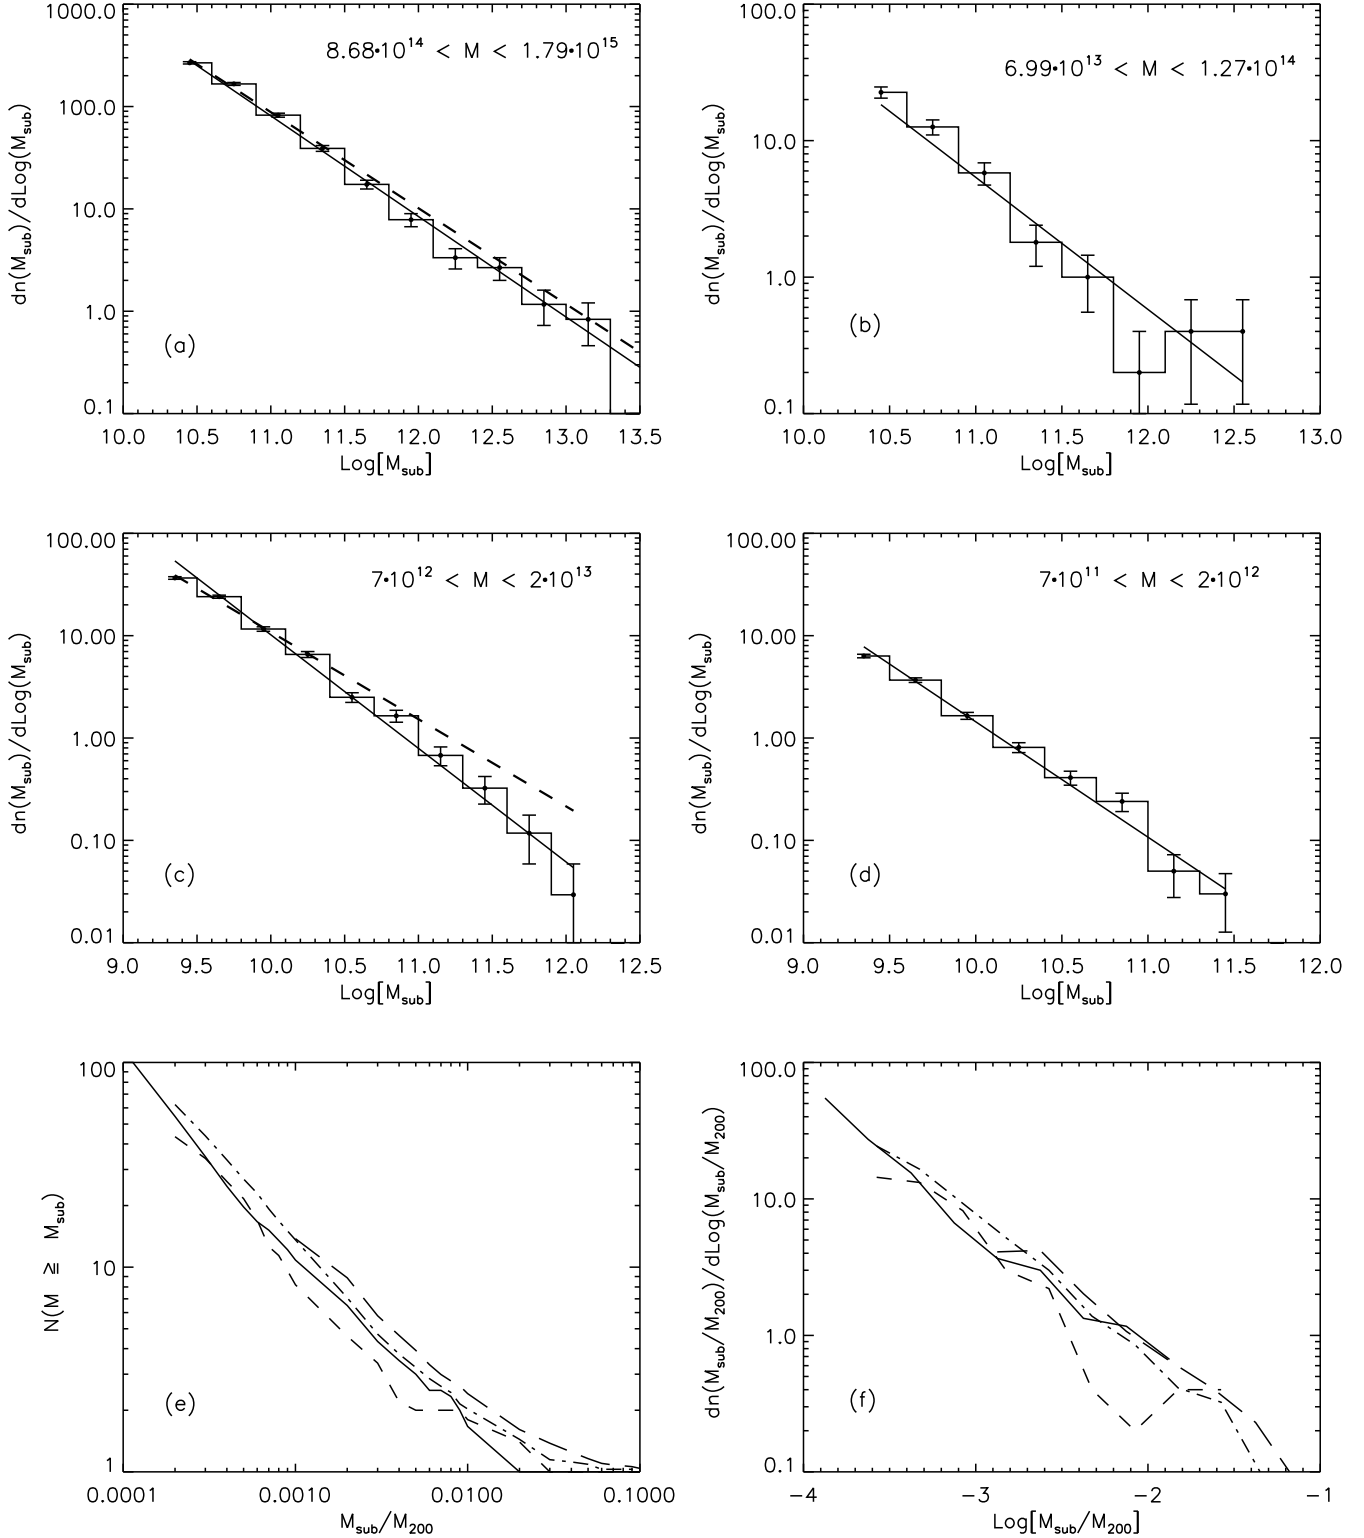 1000.0
8.68•10^14 < M < 1.79•10^15
100.0
10.0
1.0
0.1
dn(M_sub)/dLog(M_sub)
(a)
10.0 10.5 11.0 11.5 12.0 12.5 13.0 13.5
Log[M_sub]
100.0
6.99•10^13 < M < 1.27•10^14
10.0
1.0
0.1
dn(M_sub)/dLog(M_sub)
(b)
10.0 10.5 11.0 11.5 12.0 12.5 13.0
Log[M_sub]
100.00
7•10^12 < M < 2•10^13
10.00
1.00
0.10
0.01
dn(M_sub)/dLog(M_sub)
(c)
9.0 9.5 10.0 10.5 11.0 11.5 12.0 12.5
Log[M_sub]
100.00
7•10^11 < M < 2•10^12
10.00
1.00
0.10
0.01
dn(M_sub)/dLog(M_sub)
(d)
9.0 9.5 10.0 10.5 11.0 11.5 12.0
Log[M_sub]
100
10
1
N(M ≥ M_sub)
(e)
0.0001 0.0010 0.0100 0.1000
M_sub/M_200
100.0
10.0
1.0
0.1
dn(M_sub/M_200)/dLog(M_sub/M_200)
(f)
−4 −3 −2 −1
Log[M_sub/M_200]